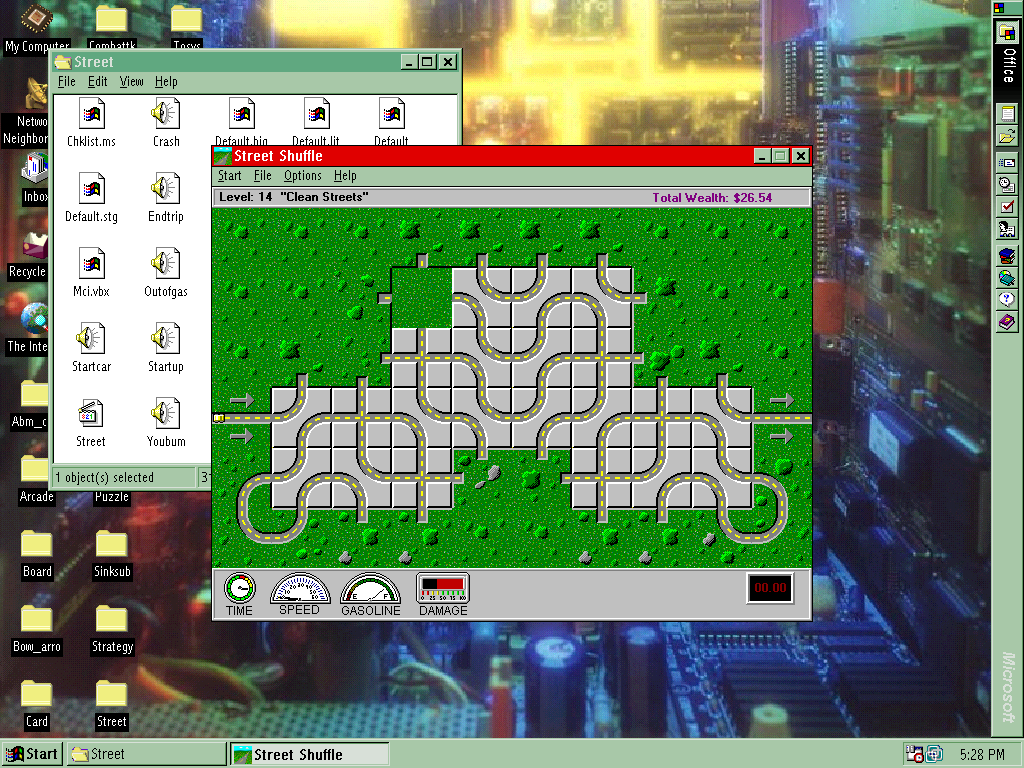 My Computer
Combattk
Tosys
Street
File Edit View Help
Office
Chklist.ms
Crash
Default.big
Default.lit
Default
Network
Neighbor
Inbox
Default.stg
Endtrip
Recycle
Mci.vbx
Outofgas
The Inte
Startcar
Startup
Abm_c
Street
Youbum
1 object(s) selected
Street Shuffle
Start File Options Help
Level: 14 "Clean Streets"
Total Wealth: $26.54
TIME
SPEED
E F
GASOLINE
0 25 50 75 100
DAMAGE
00.00
Arcade
Puzzle
Board
Sinksub
Bow_arro
Strategy
Card
Street
Microsoft
Start
Street
Street Shuffle
5:28 PM